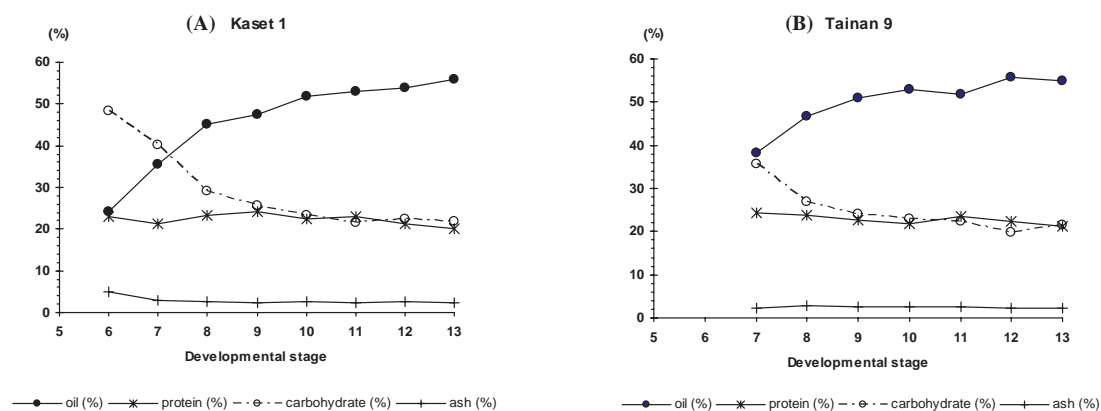 (A) Kaset 1
(%)
60
50
40
30
20
10
0
5 6 7 8 9 10 11 12 13
Developmental stage
oil (%) protein (%) carbohydrate (%) ash (%)
(B) Tainan 9
(%)
60
50
40
30
20
10
0
5 6 7 8 9 10 11 12 13
Developmental stage
oil (%) protein (%) carbohydrate (%) ash (%)